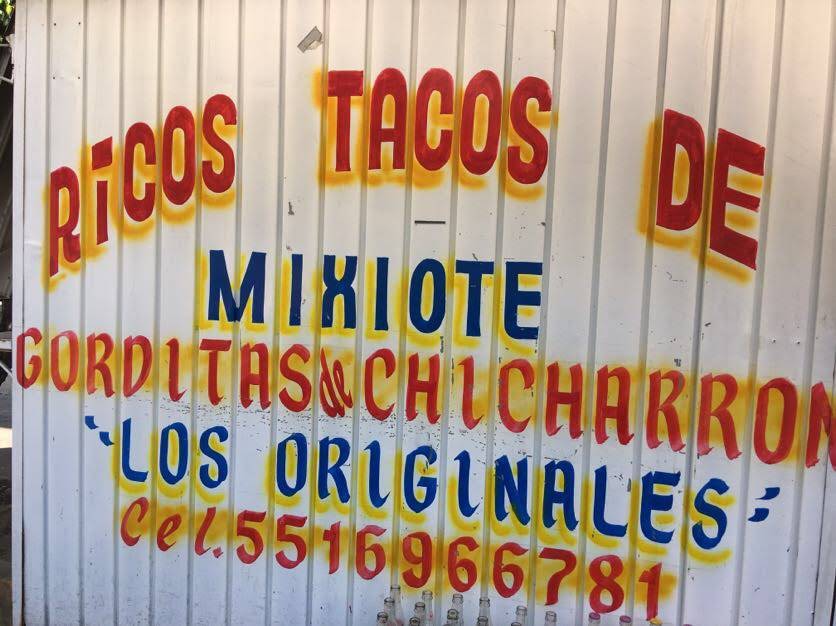 RICOS TACOS DE
MIXIOTE
GORDITAS de CHICHARRON
"LOS ORIGINALES"
Cel. 5516966781